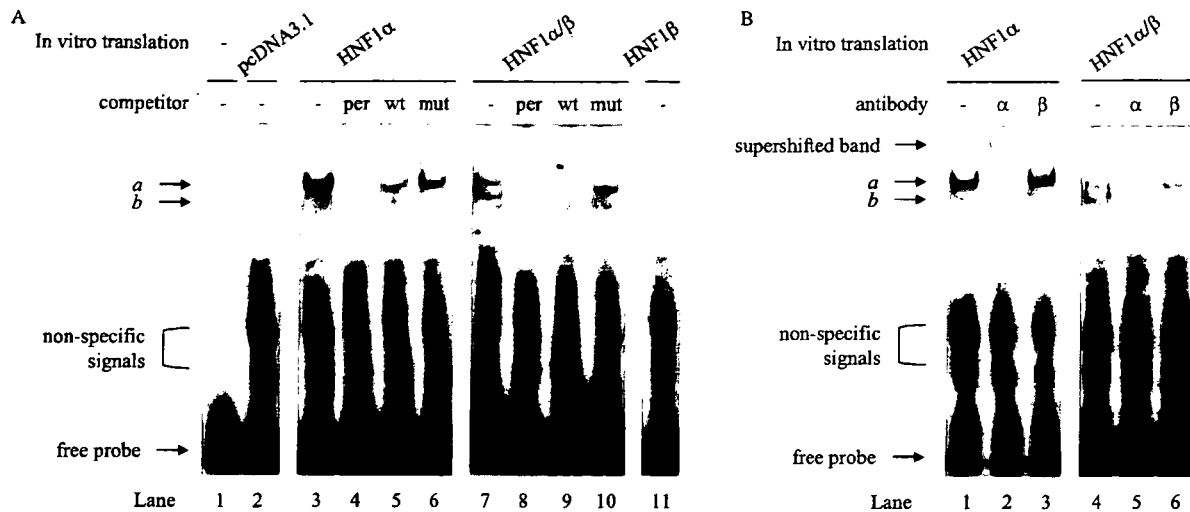 A
In vitro translation - pcDNA3.1 HNF1α HNF1α/β HNF1β
competitor - - - per wt mut - per wt mut -
a
b
non-specific
signals
free probe
Lane 1 2 3 4 5 6 7 8 9 10 11
B
In vitro translation HNF1α HNF1α/β
antibody - α β - α β
supershifted band
a
b
non-specific
signals
free probe
Lane 1 2 3 4 5 6